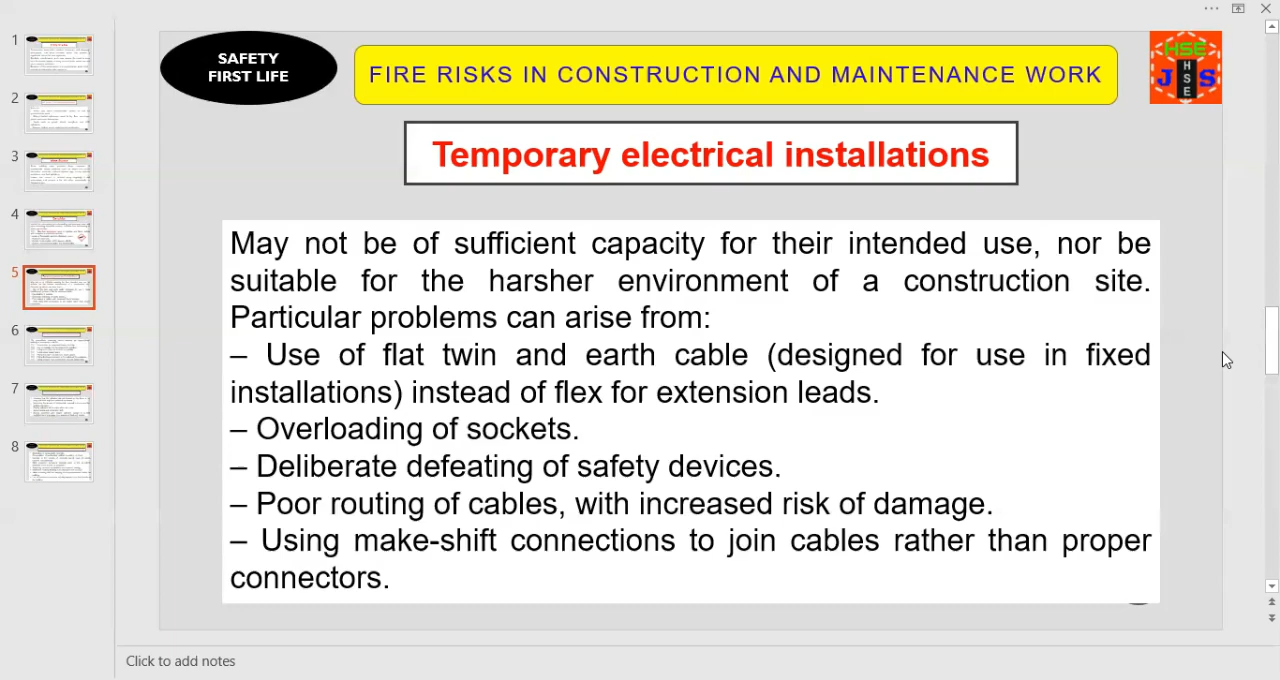 1
2
3
4
5
6
7
8
SAFETY
FIRST LIFE
FIRE RISKS IN CONSTRUCTION AND MAINTENANCE WORK
HSE
J HSE S
Temporary electrical installations
May not be of sufficient capacity for their intended use, nor be
suitable for the harsher environment of a construction site.
Particular problems can arise from:
– Use of flat twin and earth cable (designed for use in fixed
installations) instead of flex for extension leads.
– Overloading of sockets.
– Deliberate defeating of safety devices.
– Poor routing of cables, with increased risk of damage.
– Using make-shift connections to join cables rather than proper
connectors.
Click to add notes